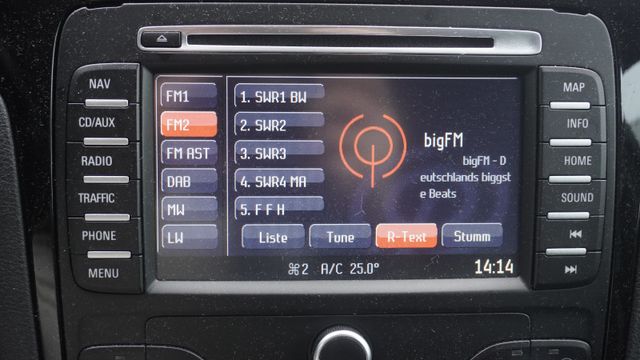 NAV
CD/AUX
RADIO
TRAFFIC
PHONE
MENU
FM1
FM2
FM AST
DAB
MW
LW
1. SWR1 BW
2. SWR2
3. SWR3
4. SWR4 MA
5. F F H
bigFM
bigFM - D
eutschlands biggst
e Beats
Liste
Tune
R-Text
Stumm
2 A/C 25.0°
14:14
MAP
INFO
HOME
SOUND